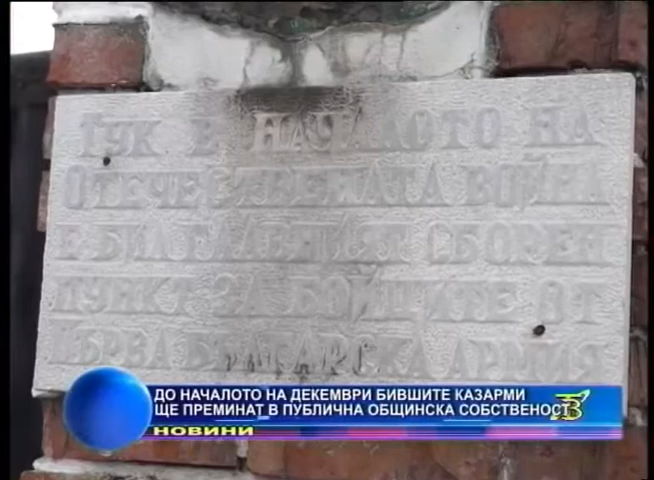 ТУК В НАЧАЛОТО НА
ОТЕЧЕСТВЕНАТА ВОЙНА
Е БИЛ ГЛАВНИЯТ СБОРЕН
ПУНКТ ЗА БОЙЦИТЕ ОТ
ПЪРВА БЪЛГАРСКА АРМИЯ
ДО НАЧАЛОТО НА ДЕКЕМВРИ БИВШИТЕ КАЗАРМИ
ЩЕ ПРЕМИНАТ В ПУБЛИЧНА ОБЩИНСКА СОБСТВЕНОСТ
НОВИНИ